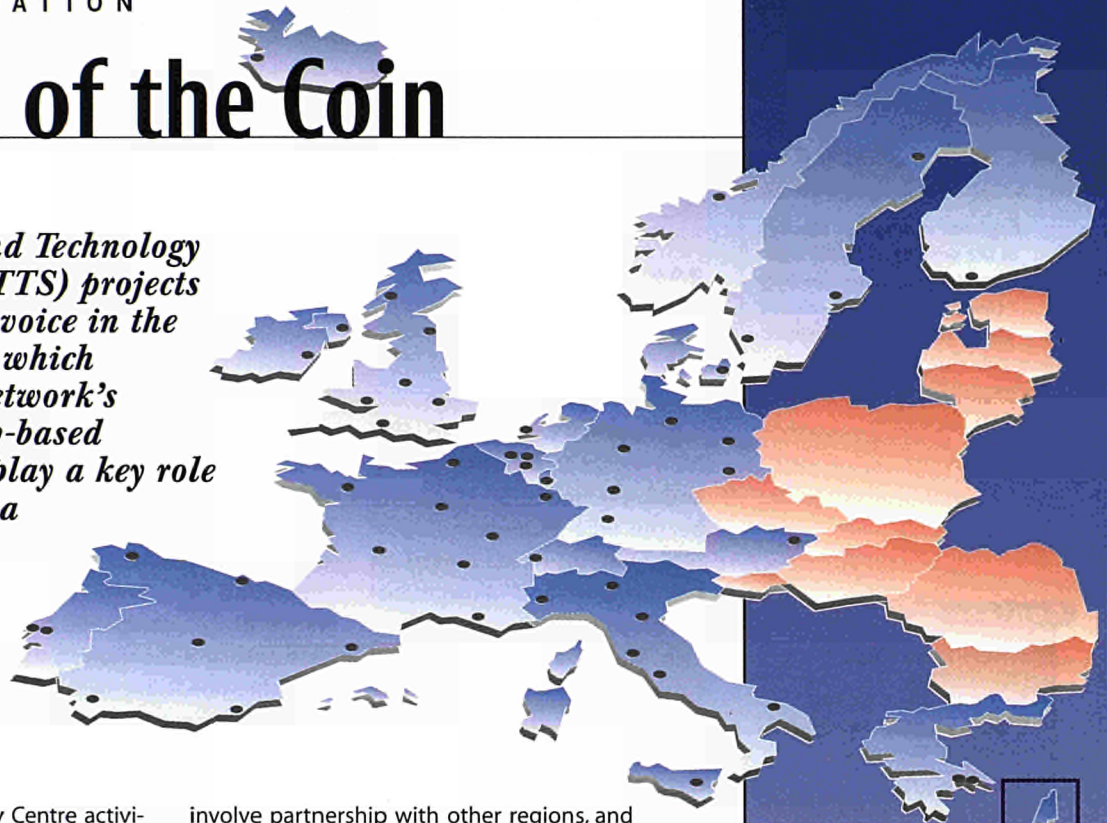 ATION
of the Coin
nd Technology
TTS) projects
voice in the
which
etwork's
-based
play a key role
a
y Centre activi-
involve partnership with other regions, and